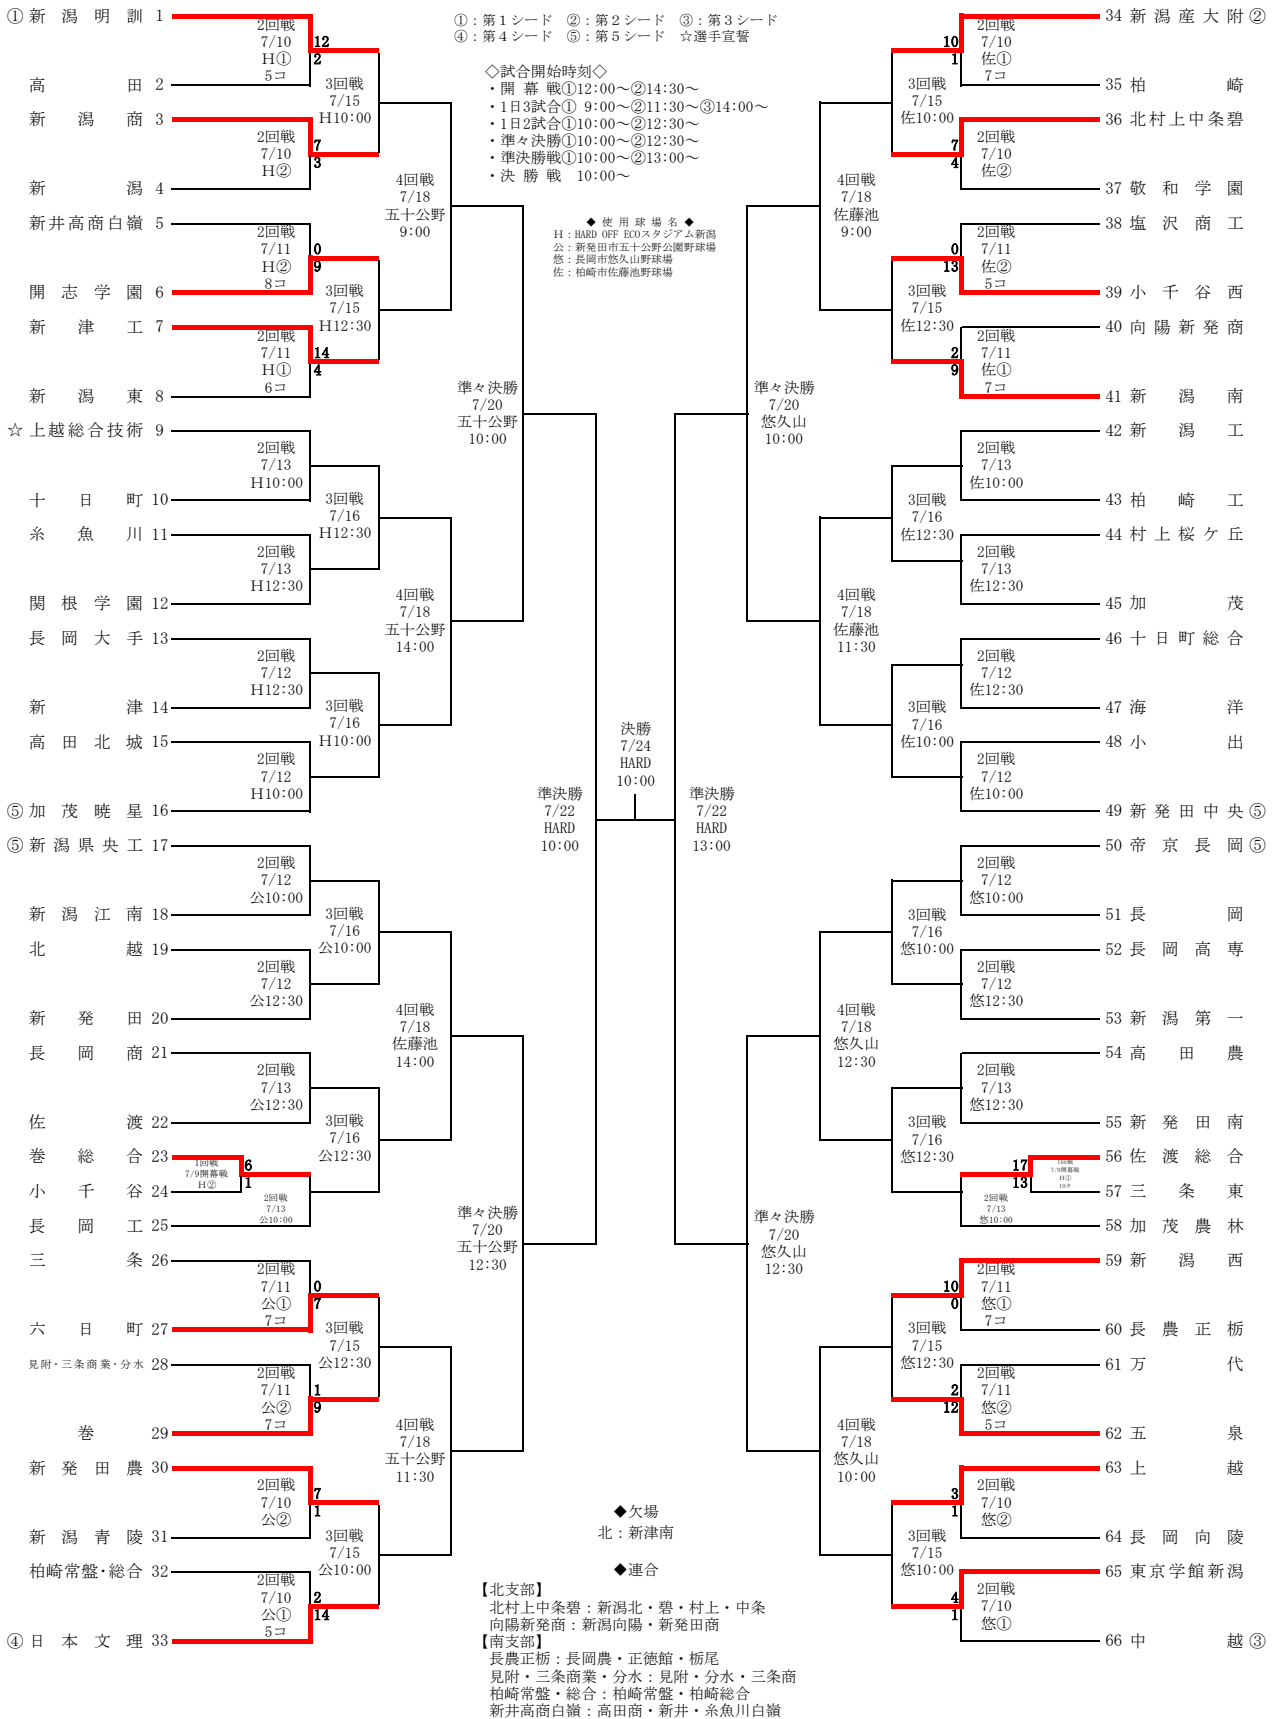 ①：第１シード　②：第２シード　③：第３シード
④：第４シード　⑤：第５シード　☆選手宣誓
◇試合開始時刻◇
・開 幕 戦①12:00～②14:30～
・1日3試合① 9:00～②11:30～③14:00～
・1日2試合①10:00～②12:30～
・準々決勝①10:00～②12:30～
・準決勝戦①10:00～②13:00～
・決 勝 戦　10:00～
◆ 使 用 球 場 名 ◆
Ｈ：HARD OFF ECOスタジアム新潟
公：新発田市五十公野公園野球場
悠：長岡市悠久山野球場
佐：柏崎市佐藤池野球場
① 新潟明訓 1
高田 2
新潟商 3
新潟 4
新井高商白嶺 5
開志学園 6
新津工 7
新潟東 8
☆ 上越総合技術 9
十日町 10
糸魚川 11
関根学園 12
長岡大手 13
新津 14
高田北城 15
⑤ 加茂暁星 16
⑤ 新潟県央工 17
新潟江南 18
北越 19
新発田 20
長岡商 21
佐渡 22
巻総合 23
小千谷 24
長岡工 25
三条 26
六日町 27
見附・三条商業・分水 28
巻 29
新発田農 30
新潟青陵 31
柏崎常盤・総合 32
④ 日本文理 33
2回戦
7/10
Ｈ①
5コ
12
2
2回戦
7/10
Ｈ②
7
3
2回戦
7/11
Ｈ②
8コ
0
9
2回戦
7/11
Ｈ①
6コ
14
4
2回戦
7/13
Ｈ10:00
2回戦
7/13
Ｈ12:30
2回戦
7/12
Ｈ12:30
2回戦
7/12
Ｈ10:00
2回戦
7/12
公10:00
2回戦
7/12
公12:30
2回戦
7/13
公12:30
1回戦
7/9開幕戦
Ｈ②
6
1
2回戦
7/13
公10:00
2回戦
7/11
公①
7コ
0
7
2回戦
7/11
公②
7コ
1
9
2回戦
7/10
公②
7
1
2回戦
7/10
公①
5コ
2
14
3回戦
7/15
Ｈ10:00
3回戦
7/15
Ｈ12:30
3回戦
7/16
Ｈ12:30
3回戦
7/16
Ｈ10:00
3回戦
7/16
公10:00
3回戦
7/16
公12:30
3回戦
7/15
公12:30
3回戦
7/15
公10:00
4回戦
7/18
五十公野
9:00
4回戦
7/18
五十公野
14:00
4回戦
7/18
佐藤池
14:00
4回戦
7/18
五十公野
11:30
準々決勝
7/20
五十公野
10:00
準々決勝
7/20
五十公野
12:30
準決勝
7/22
HARD
10:00
決勝
7/24
HARD
10:00
準決勝
7/22
HARD
13:00
準々決勝
7/20
悠久山
10:00
準々決勝
7/20
悠久山
12:30
4回戦
7/18
佐藤池
9:00
4回戦
7/18
佐藤池
11:30
4回戦
7/18
悠久山
12:30
4回戦
7/18
悠久山
10:00
3回戦
7/15
佐10:00
3回戦
7/15
佐12:30
3回戦
7/16
佐12:30
3回戦
7/16
佐10:00
3回戦
7/16
悠10:00
3回戦
7/16
悠12:30
3回戦
7/15
悠12:30
3回戦
7/15
悠10:00
10
1
2回戦
7/10
佐①
7コ
7
4
2回戦
7/10
佐②
0
13
2回戦
7/11
佐②
5コ
2
9
2回戦
7/11
佐①
7コ
2回戦
7/13
佐10:00
2回戦
7/13
佐12:30
2回戦
7/12
佐12:30
2回戦
7/12
佐10:00
2回戦
7/12
悠10:00
2回戦
7/12
悠12:30
2回戦
7/13
悠12:30
17
13
1回戦
7/9開幕戦
Ｈ①
10タ
2回戦
7/13
悠10:00
10
0
2回戦
7/11
悠①
7コ
2
12
2回戦
7/11
悠②
5コ
3
1
2回戦
7/10
悠②
4
1
2回戦
7/10
悠①
34 新潟産大附 ②
35 柏崎
36 北村上中条碧
37 敬和学園
38 塩沢商工
39 小千谷西
40 向陽新発商
41 新潟南
42 新潟工
43 柏崎工
44 村上桜ケ丘
45 加茂
46 十日町総合
47 海洋
48 小出
49 新発田中央 ⑤
50 帝京長岡 ⑤
51 長岡
52 長岡高専
53 新潟第一
54 高田農
55 新発田南
56 佐渡総合
57 三条東
58 加茂農林
59 新潟西
60 長農正栃
61 万代
62 五泉
63 上越
64 長岡向陵
65 東京学館新潟
66 中越 ③
◆欠場
北：新津南
◆連合
【北支部】
北村上中条碧：新潟北・碧・村上・中条
向陽新発商：新潟向陽・新発田商
【南支部】
長農正栃：長岡農・正徳館・栃尾
見附・三条商業・分水：見附・分水・三条商
柏崎常盤・総合：柏崎常盤・柏崎総合
新井高商白嶺：高田商・新井・糸魚川白嶺